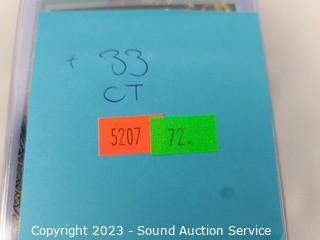 + 33
CT
5207 72.
Copyright 2023 - Sound Auction Service